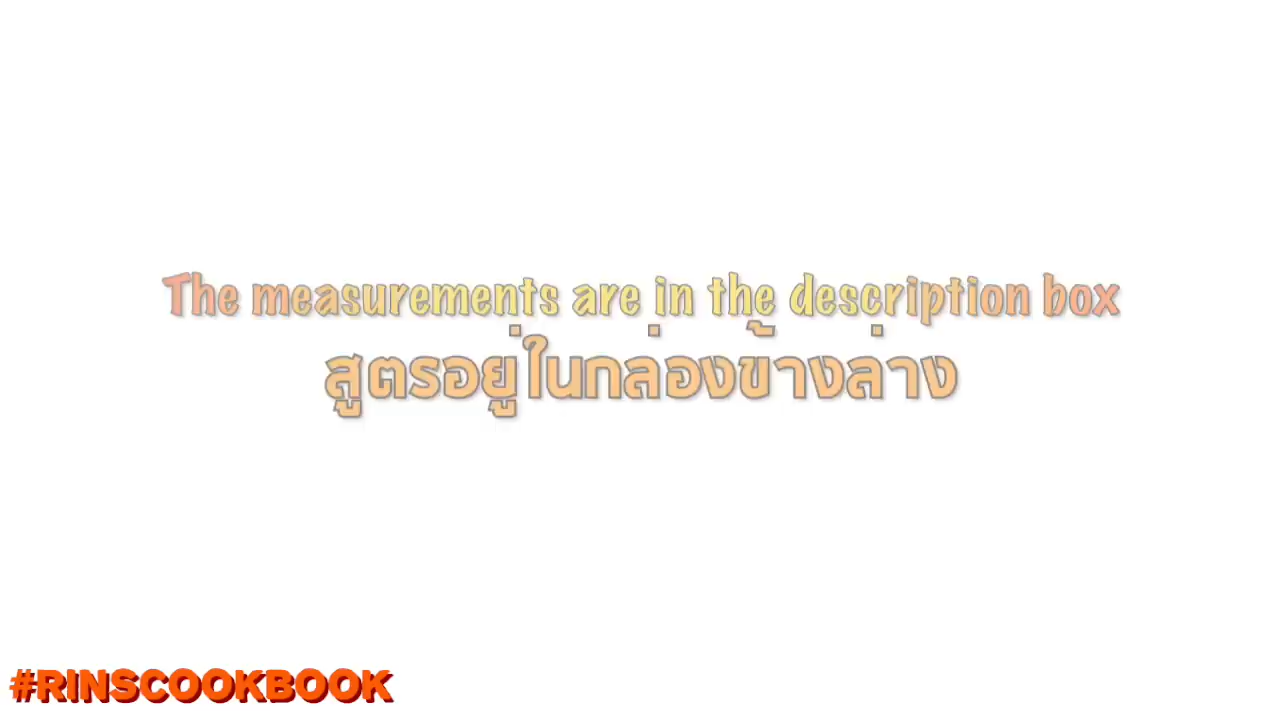 The measurements are in the description box
สูตรอยู่ในกล่องข้างล่าง
#RINSCOOKBOOK